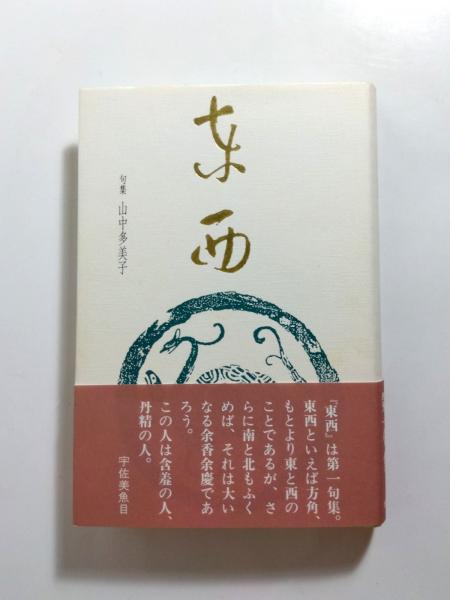 东西
句集 山中多美子
『東西』は第一句集。
東西といえば方角、
もとより東と西の
ことであるが、さ
らに南と北もふく
めば、それは大い
なる余香余慶であ
ろう。
この人は含羞の人、
丹精の人。
宇佐美魚目